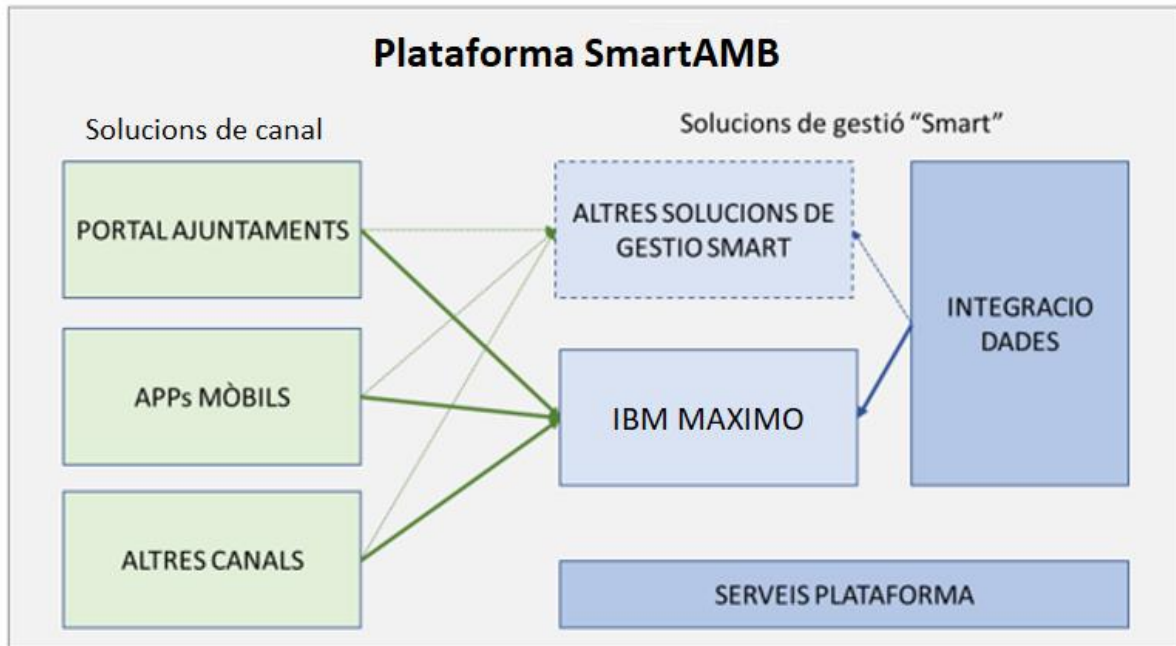 Plataforma SmartAMB
Solucions de canal
Solucions de gestió “Smart”
PORTAL AJUNTAMENTS
ALTRES SOLUCIONS DE
GESTIO SMART
INTEGRACIO
DADES
APPs MÒBILS
IBM MAXIMO
ALTRES CANALS
SERVEIS PLATAFORMA